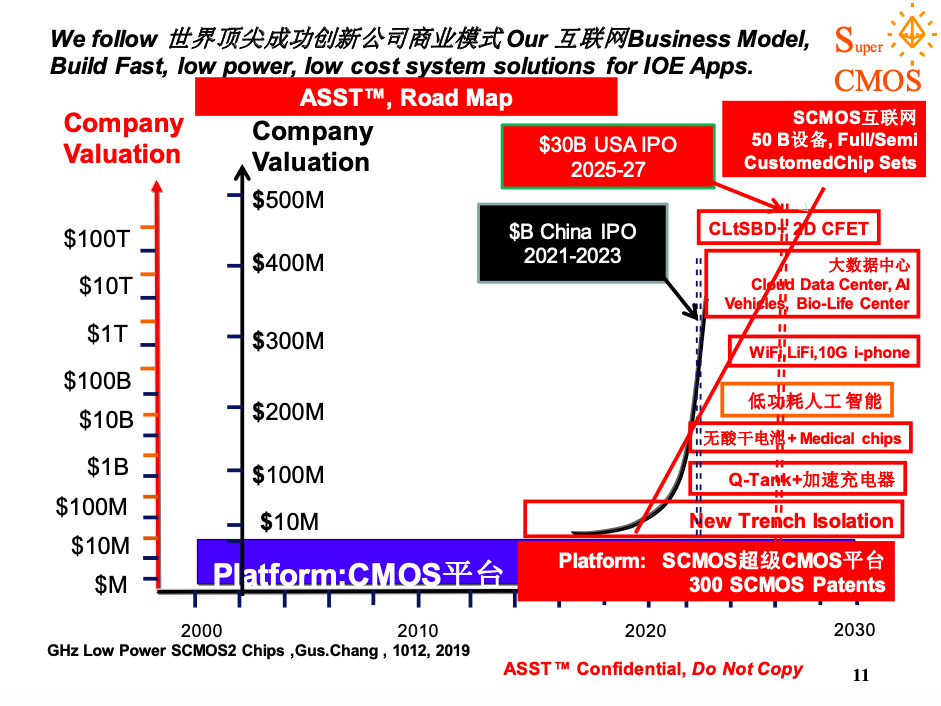 We follow 世界顶尖成功创新公司商业模式 Our 互联网Business Model,
Build Fast, low power, low cost system solutions for IOE Apps.
Super
CMOS
ASST™, Road Map
Company
Valuation
Company
Valuation
$30B USA IPO
2025-27
SCMOS互联网
50 B设备, Full/Semi
CustomedChip Sets
$B China IPO
2021-2023
$100T
$10T
$1T
$100B
$10B
$1B
$100M
$10M
$M
$500M
$400M
$300M
$200M
$100M
$10M
CLtSBD+ 2D CFET
大数据中心
Cloud Data Center, AI
Vehicles, Bio-Life Center
WiFi,LiFi,10G i-phone
低功耗人工智能
无酸干电池+ Medical chips
Q-Tank+加速充电器
New Trench Isolation
Platform:CMOS平台
Platform: SCMOS超级CMOS平台
300 SCMOS Patents
2000
2010
2020
2030
GHz Low Power SCMOS2 Chips ,Gus.Chang , 1012, 2019
ASST™ Confidential, Do Not Copy
11